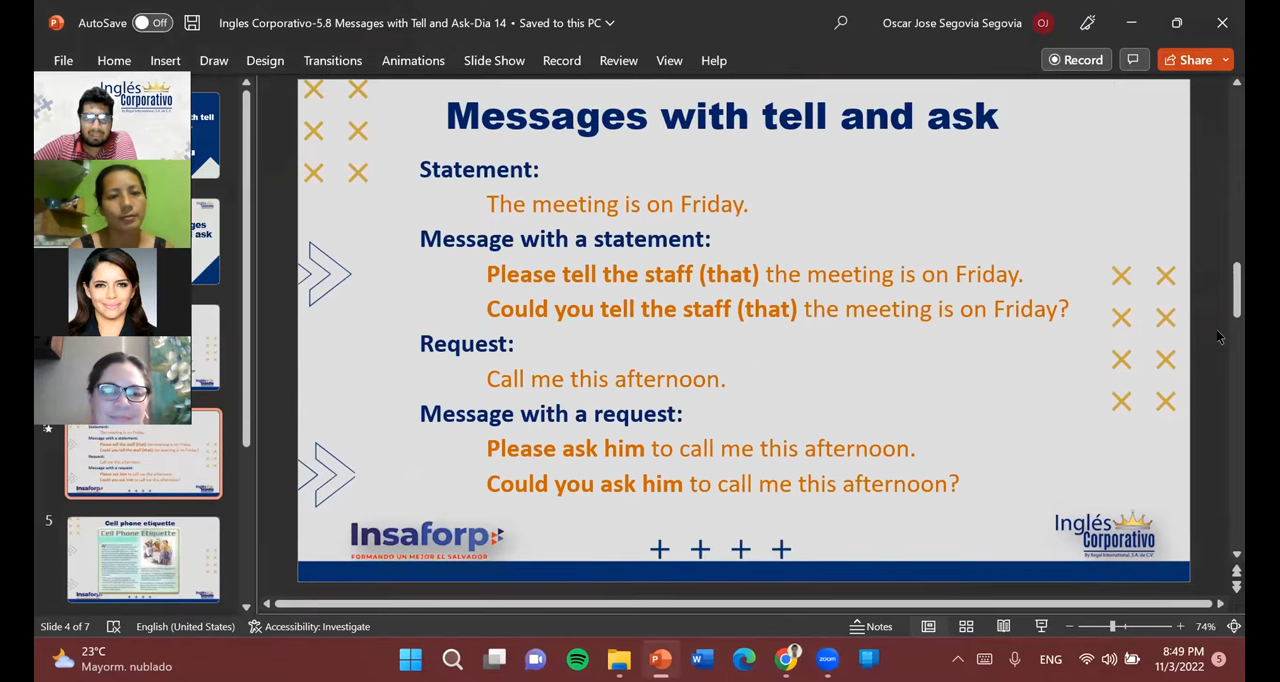 AutoSave Off Ingles Corporativo-5.8 Messages with Tell and Ask-Dia 14 • Saved to this PC Oscar Jose Segovia Segovia OJ
File Home Insert Draw Design Transitions Animations Slide Show Record Review View Help Record Share
Inglés
Corporativo
Messages with tell and ask
Statement:
The meeting is on Friday.
Message with a statement:
Please tell the staff (that) the meeting is on Friday.
Could you tell the staff (that) the meeting is on Friday?
Request:
Call me this afternoon.
Message with a request:
Please ask him to call me this afternoon.
Could you ask him to call me this afternoon?
Insaforp
FORMANDO UN MEJOR EL SALVADOR
Inglés
Corporativo
By Regal International, S.A. de C.V.
5
Cell phone etiquette
Cell Phone Etiquette
Slide 4 of 7 English (United States) Accessibility: Investigate Notes 74%
23°C
Mayorm. nublado
ENG
8:49 PM
11/3/2022
5